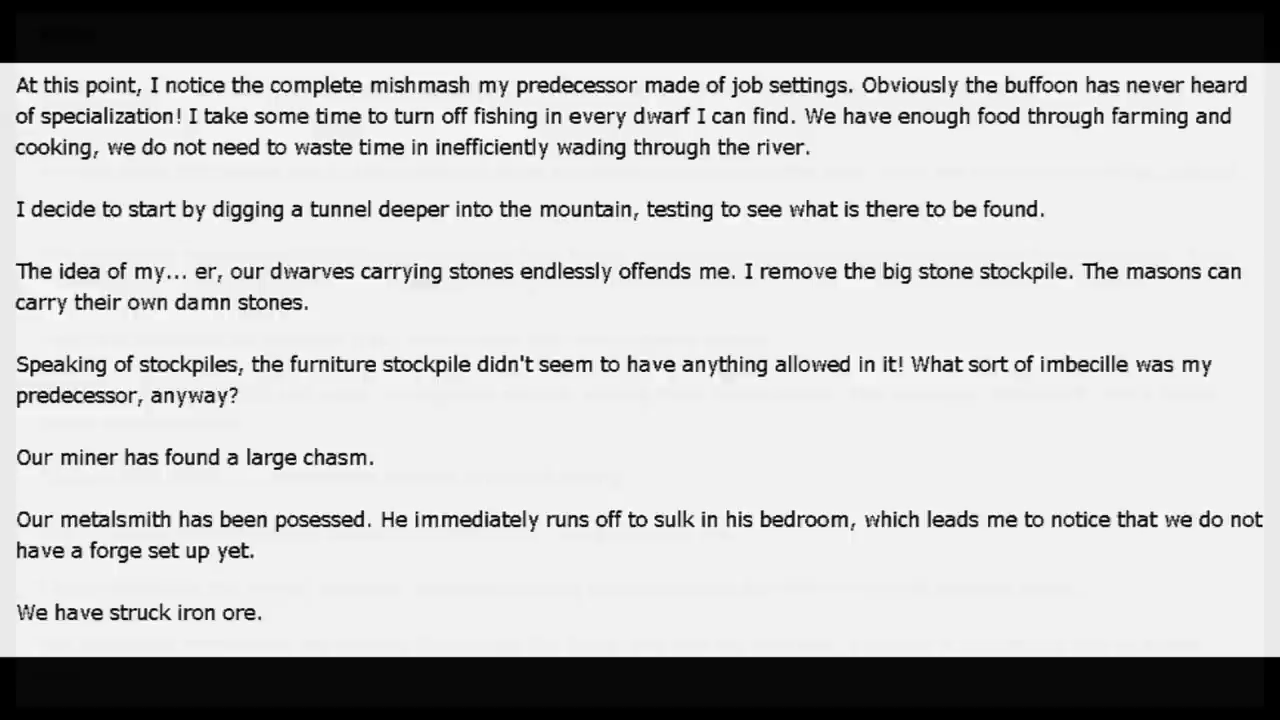 At this point, I notice the complete mishmash my predecessor made of job settings. Obviously the buffoon has never heard
of specialization! I take some time to turn off fishing in every dwarf I can find. We have enough food through farming and
cooking, we do not need to waste time in inefficiently wading through the river.
I decide to start by digging a tunnel deeper into the mountain, testing to see what is there to be found.
The idea of my... er, our dwarves carrying stones endlessly offends me. I remove the big stone stockpile. The masons can
carry their own damn stones.
Speaking of stockpiles, the furniture stockpile didn't seem to have anything allowed in it! What sort of imbecille was my
predecessor, anyway?
Our miner has found a large chasm.
Our metalsmith has been posessed. He immediately runs off to sulk in his bedroom, which leads me to notice that we do not
have a forge set up yet.
We have struck iron ore.